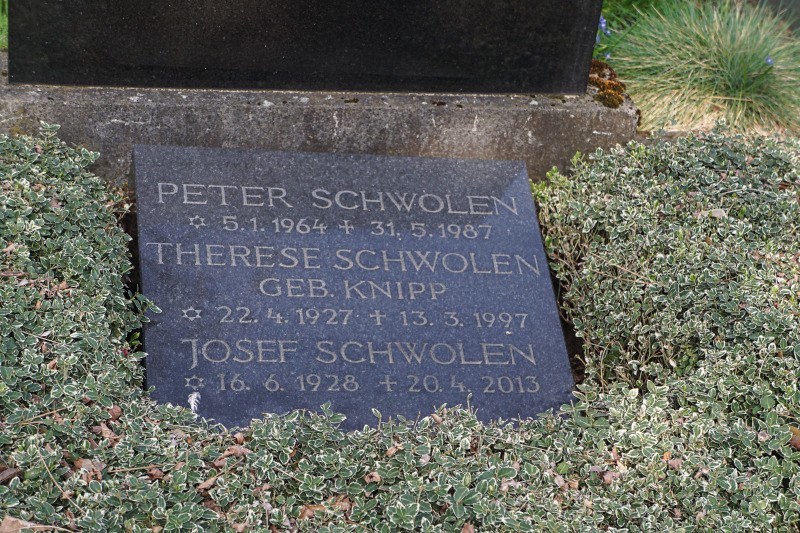 PETER SCHWOLEN
✡ 5.1.1964 ✝ 31.5.1987
THERESE SCHWOLEN
GEB. KNIPP
✡ 22.4.1927 ✝ 13.3.1997
JOSEF SCHWOLEN
✡ 16.6.1928 ✝ 20.4.2013